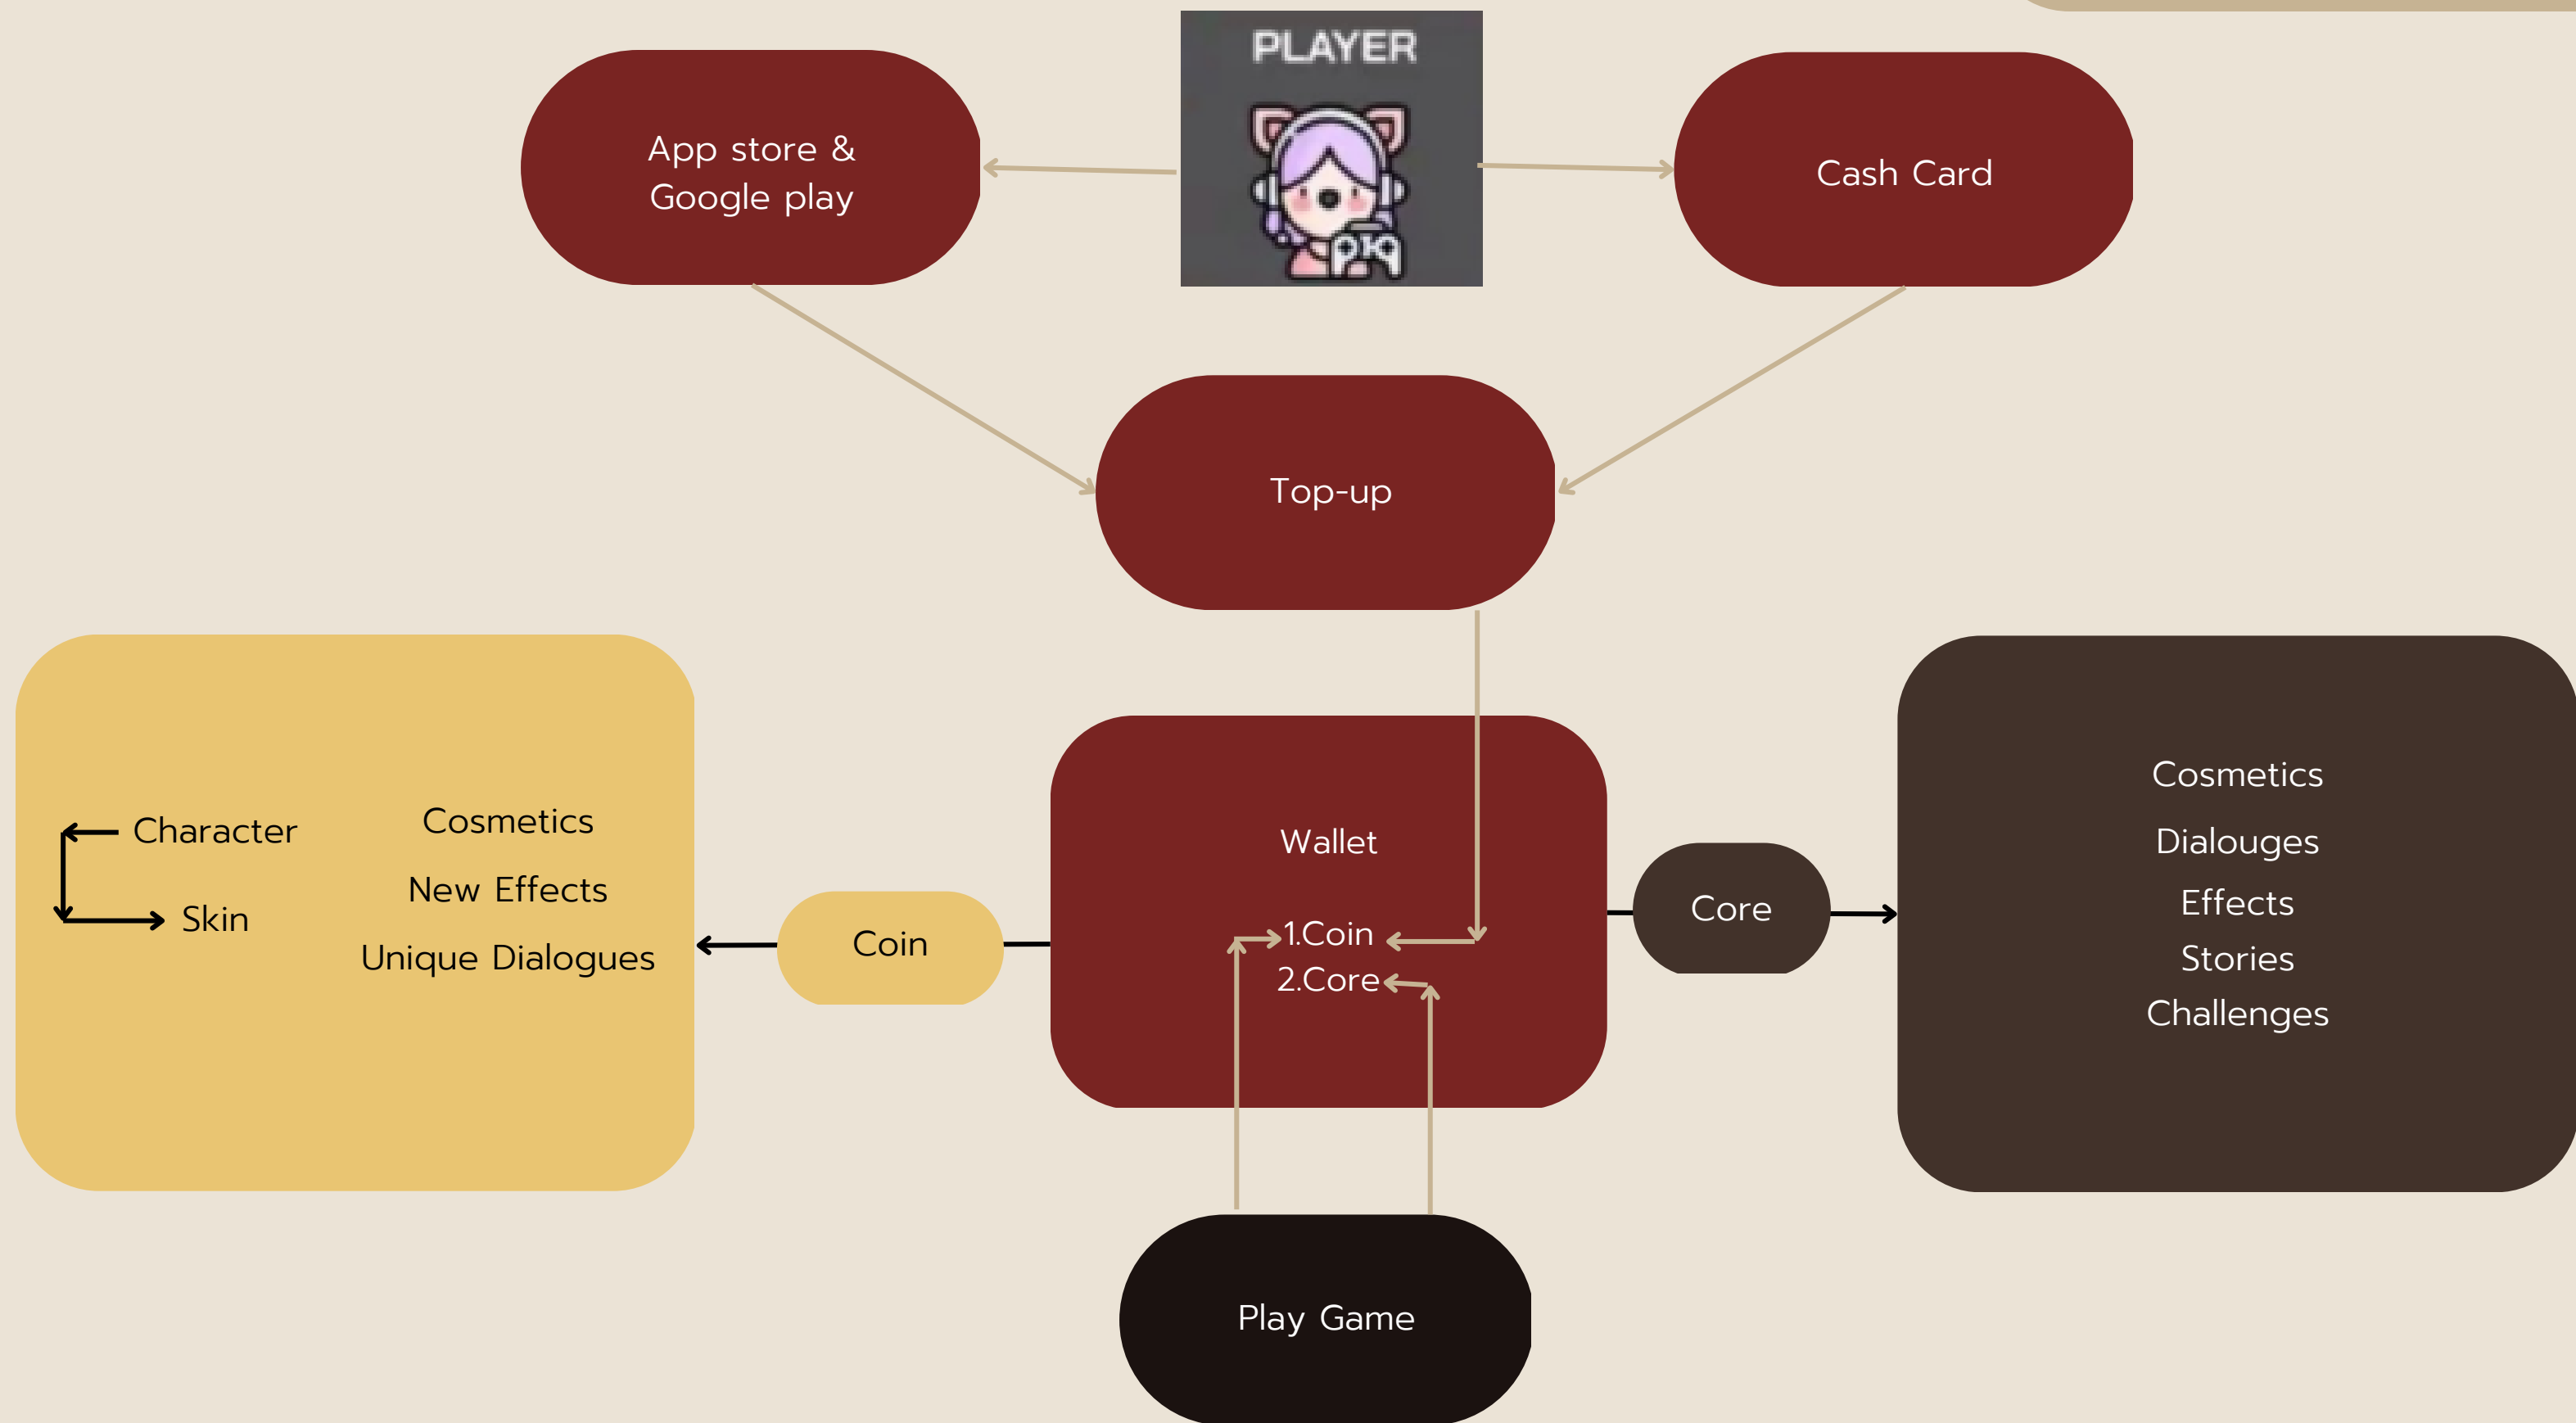 PLAYER
App store &
Google play
Cash Card
Top-up
Character
Skin
Cosmetics
New Effects
Unique Dialogues
Coin
Wallet
1.Coin
2.Core
Core
Cosmetics
Dialouges
Effects
Stories
Challenges
Play Game